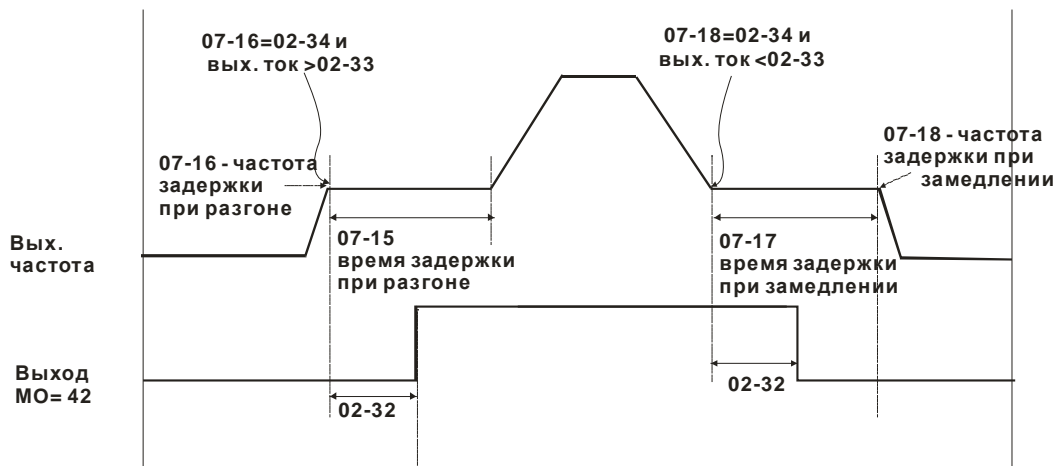 07-16=02-34 и
вых. ток >02-33
07-18=02-34 и
вых. ток <02-33
07-16 - частота
задержки
при разгоне
07-18 - частота
задержки при
замедлении
Вых.
частота
07-15
время задержки
при разгоне
07-17
время задержки
при замедлении
Выход
МО= 42
02-32
02-32